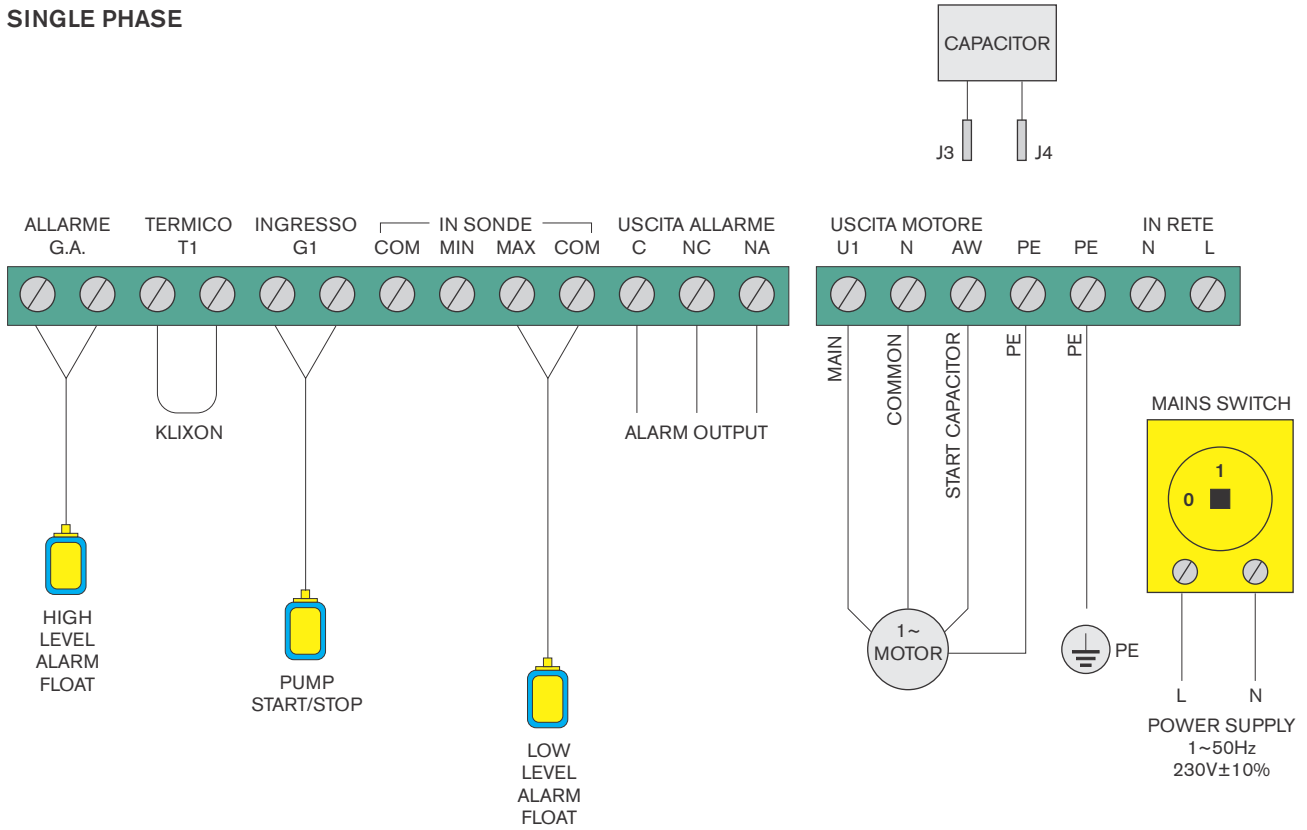 SINGLE PHASE
CAPACITOR
J3 J4
ALLARME TERMICO INGRESSO IN SONDE USCITA ALLARME USCITA MOTORE IN RETE
G.A. T1 G1 COM MIN MAX COM C NC NA U1 N AW PE PE N L
MAIN
COMMON
START CAPACITOR
PE
PE
KLIXON
ALARM OUTPUT
MAINS SWITCH
1
0
HIGH
LEVEL
ALARM
FLOAT
PUMP
START/STOP
LOW
LEVEL
ALARM
FLOAT
1~
MOTOR
PE
L N
POWER SUPPLY
1~50Hz
230V±10%